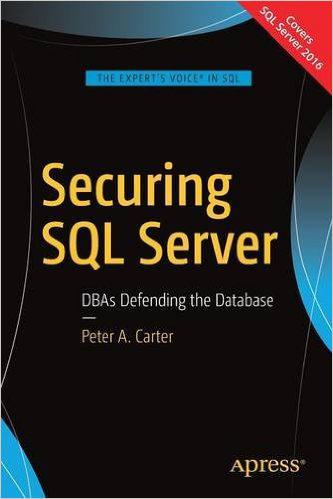 Covers
SQL Server 2016
THE EXPERT'S VOICE® IN SQL
Securing
SQL Server
DBAs Defending the Database
—
Peter A. Carter
Apress®